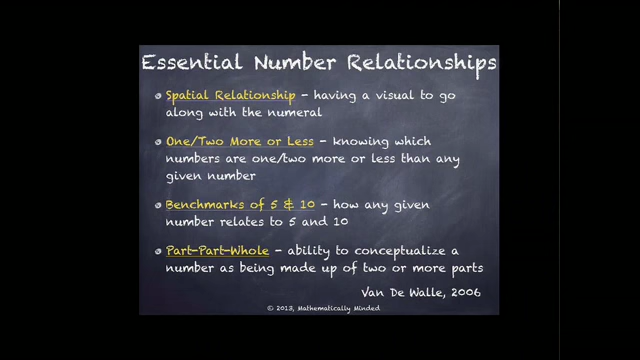 Essential Number Relationships
Spatial Relationship - having a visual to go
along with the numeral
One/Two More or Less - knowing which
numbers are one/two more or less than any
given number
Benchmarks of 5 & 10 - how any given
number relates to 5 and 10
Part-Part-Whole - ability to conceptualize a
number as being made up of two or more parts
Van De Walle, 2006
© 2013, Mathematically Minded